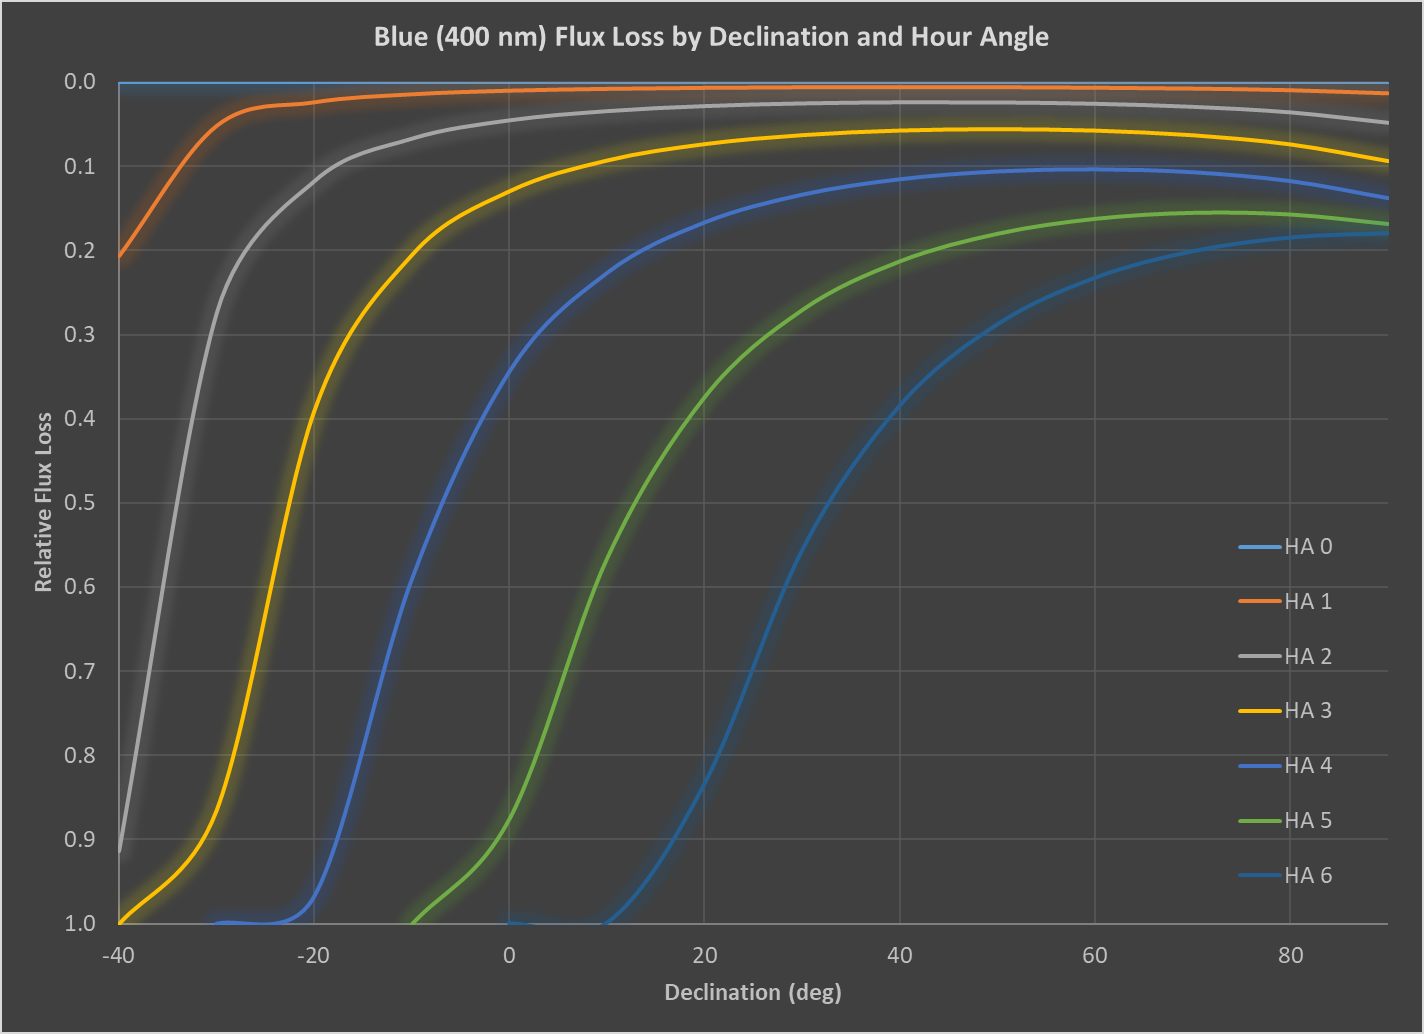 Blue (400 nm) Flux Loss by Declination and Hour Angle
0.0
0.1
0.2
0.3
0.4
0.5
0.6
0.7
0.8
0.9
1.0
Relative Flux Loss
HA 0
HA 1
HA 2
HA 3
HA 4
HA 5
HA 6
-40 -20 0 20 40 60 80
Declination (deg)